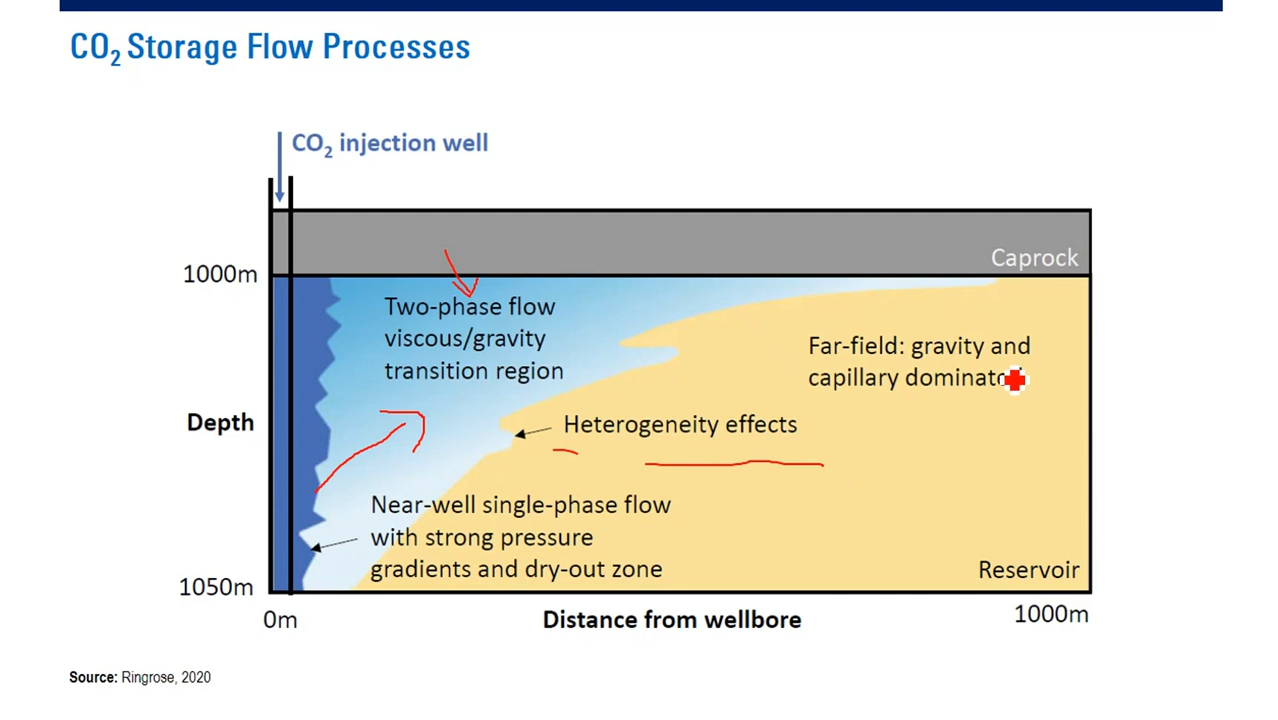 CO₂ Storage Flow Processes
CO₂ injection well
Caprock
1000m
Two-phase flow
viscous/gravity
transition region
Far-field: gravity and
capillary dominate
Depth
Heterogeneity effects
Near-well single-phase flow
with strong pressure
gradients and dry-out zone
Reservoir
1050m
0m
Distance from wellbore
1000m
Source: Ringrose, 2020